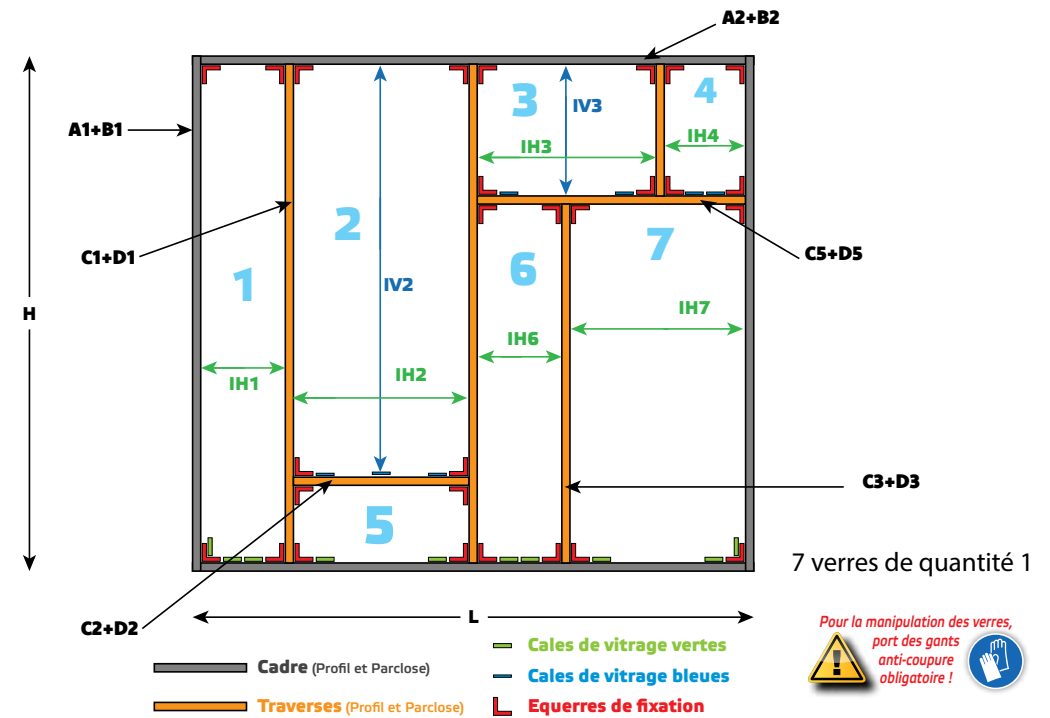 A2+B2
3
4
IV3
A1+B1
IH3
IH4
2
7
C1+D1
C5+D5
6
1
IV2
H
IH7
IH6
IH1
IH2
C3+D3
5
7 verres de quantité 1
L
C2+D2
Pour la manipulation des verres,
port des gants
anti-coupure
obligatoire !
Cadre (Profil et Parclose)
Traverses (Profil et Parclose)
Cales de vitrage vertes
Cales de vitrage bleues
Equerres de fixation